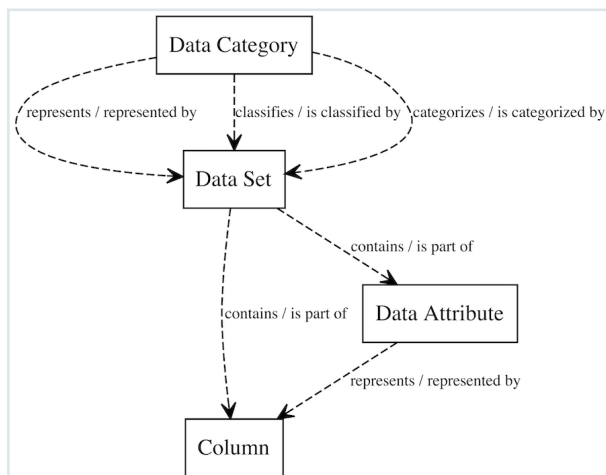 Data Category
represents / represented by
classifies / is classified by
categorizes / is categorized by
Data Set
contains / is part of
contains / is part of
Data Attribute
represents / represented by
Column